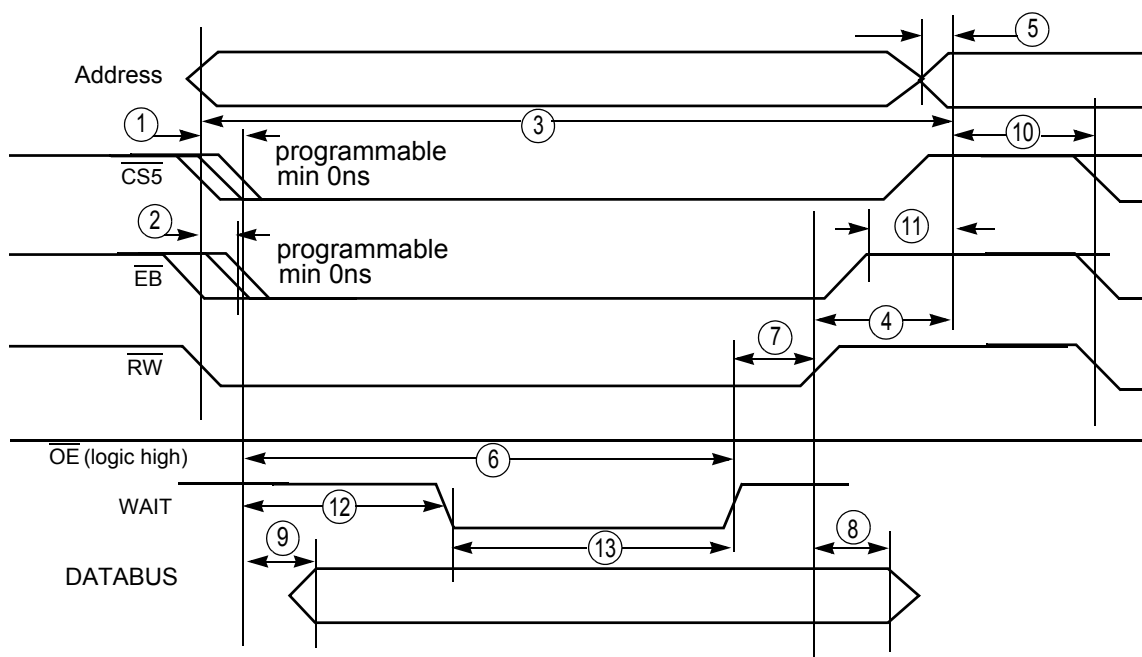 5
Address
1
3
10
programmable
min 0ns
CS5
2
11
programmable
min 0ns
EB
4
7
RW
OE (logic high)
6
WAIT
12
8
9
13
DATABUS